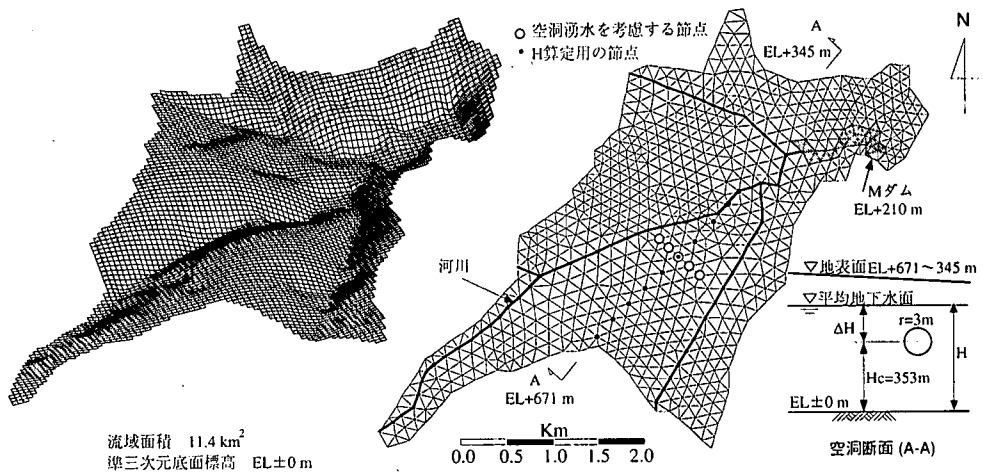 空洞湧水を考慮する節点
H算定用の節点
A
EL+345 m
N
Mダム
EL+210 m
河川
地表面EL+671～345 m
平均地下水面
r=3m
ΔH
H
Hc=353m
EL±0 m
空洞断面 (A-A)
A
EL+671 m
Km
0.0 0.5 1.0 1.5 2.0
流域面積 11.4 km²
準三次元底面標高 EL±0 m